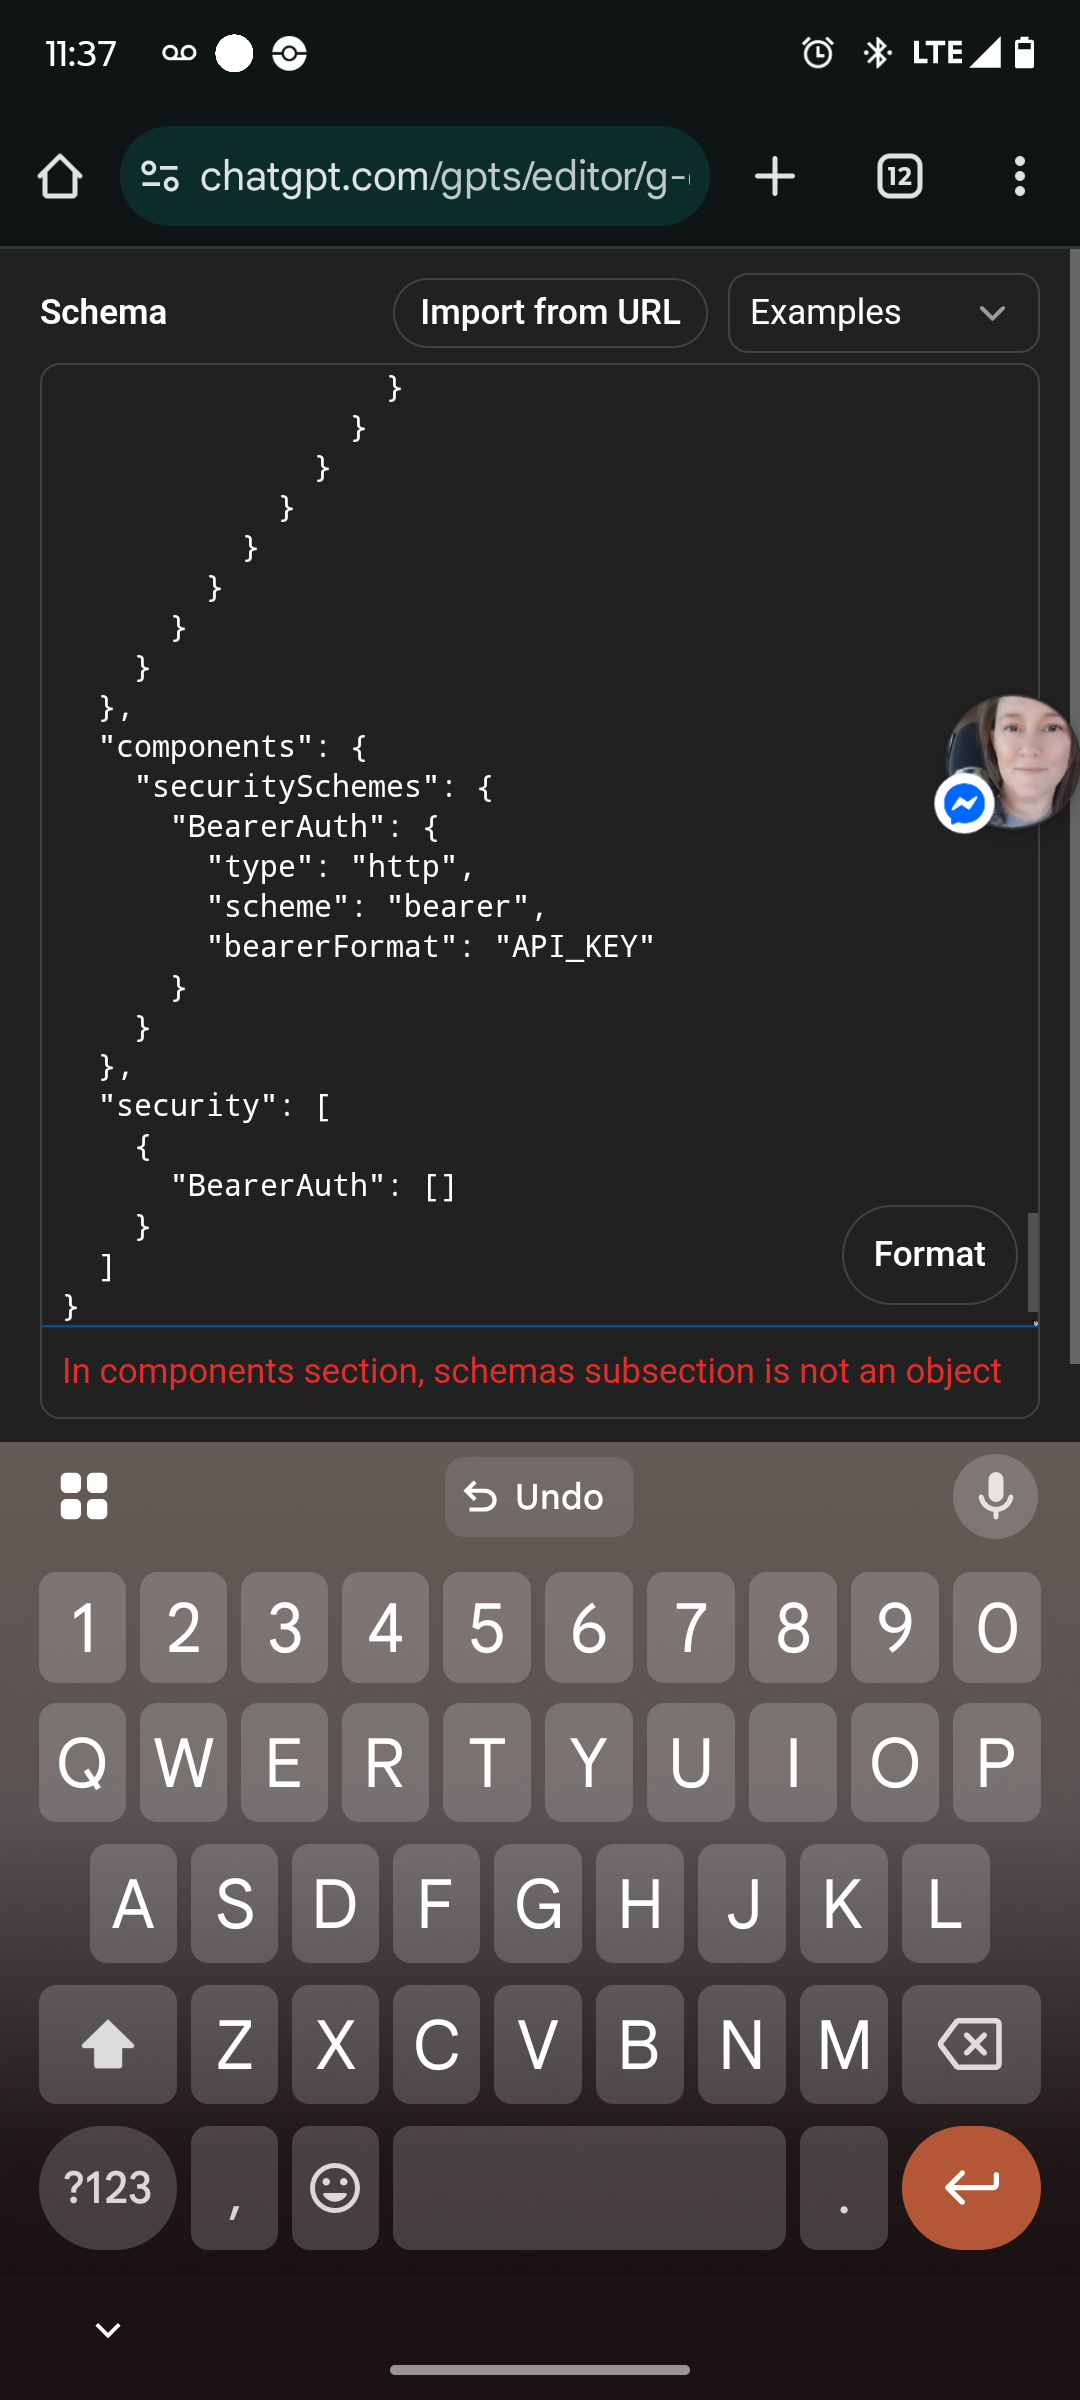 11:37
LTE
chatgpt.com/gpts/editor/g-
12
Schema
Import from URL
Examples
}
}
}
}
}
}
}
}
},
"components": {
"securitySchemes": {
"BearerAuth": {
"type": "http",
"scheme": "bearer",
"bearerFormat": "API_KEY"
}
}
},
"security": [
{
"BearerAuth": []
}
]
}
Format
In components section, schemas subsection is not an object
Undo
1 2 3 4 5 6 7 8 9 0
Q W E R T Y U I O P
A S D F G H J K L
Z X C V B N M
?123 , .